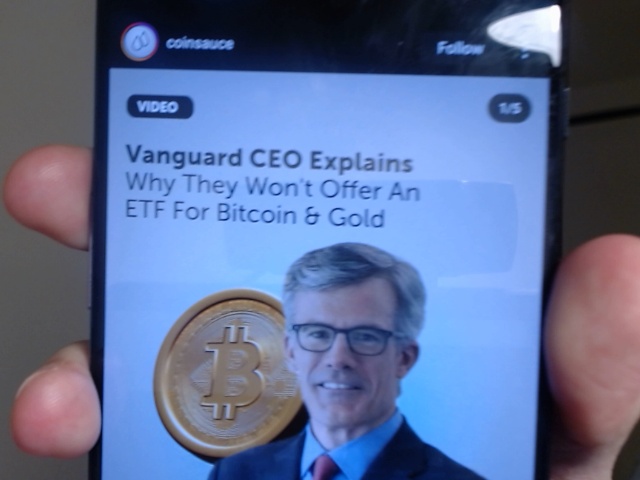 coinsauce
Follow
VIDEO
1/5
Vanguard CEO Explains
Why They Won't Offer An
ETF For Bitcoin & Gold